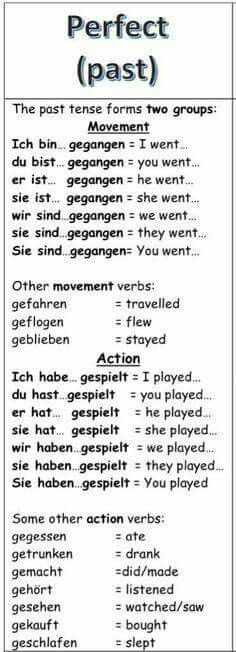 Perfect
(past)
The past tense forms two groups:
Movement
Ich bin... gegangen = I went...
du bist... gegangen = you went...
er ist... gegangen = he went...
sie ist... gegangen = she went...
wir sind...gegangen = we went...
sie sind...gegangen = they went...
Sie sind...gegangen= You went...
Other movement verbs:
gefahren = travelled
geflogen = flew
geblieben = stayed
Action
Ich habe... gespielt = I played...
du hast...gespielt = you played...
er hat... gespielt = he played...
sie hat... gespielt = she played...
wir haben...gespielt = we played...
sie haben...gespielt = they played...
Sie haben...gespielt = You played
Some other action verbs:
gegessen = ate
getrunken = drank
gemacht =did/made
gehört = listened
gesehen = watched/saw
gekauft = bought
geschlafen = slept